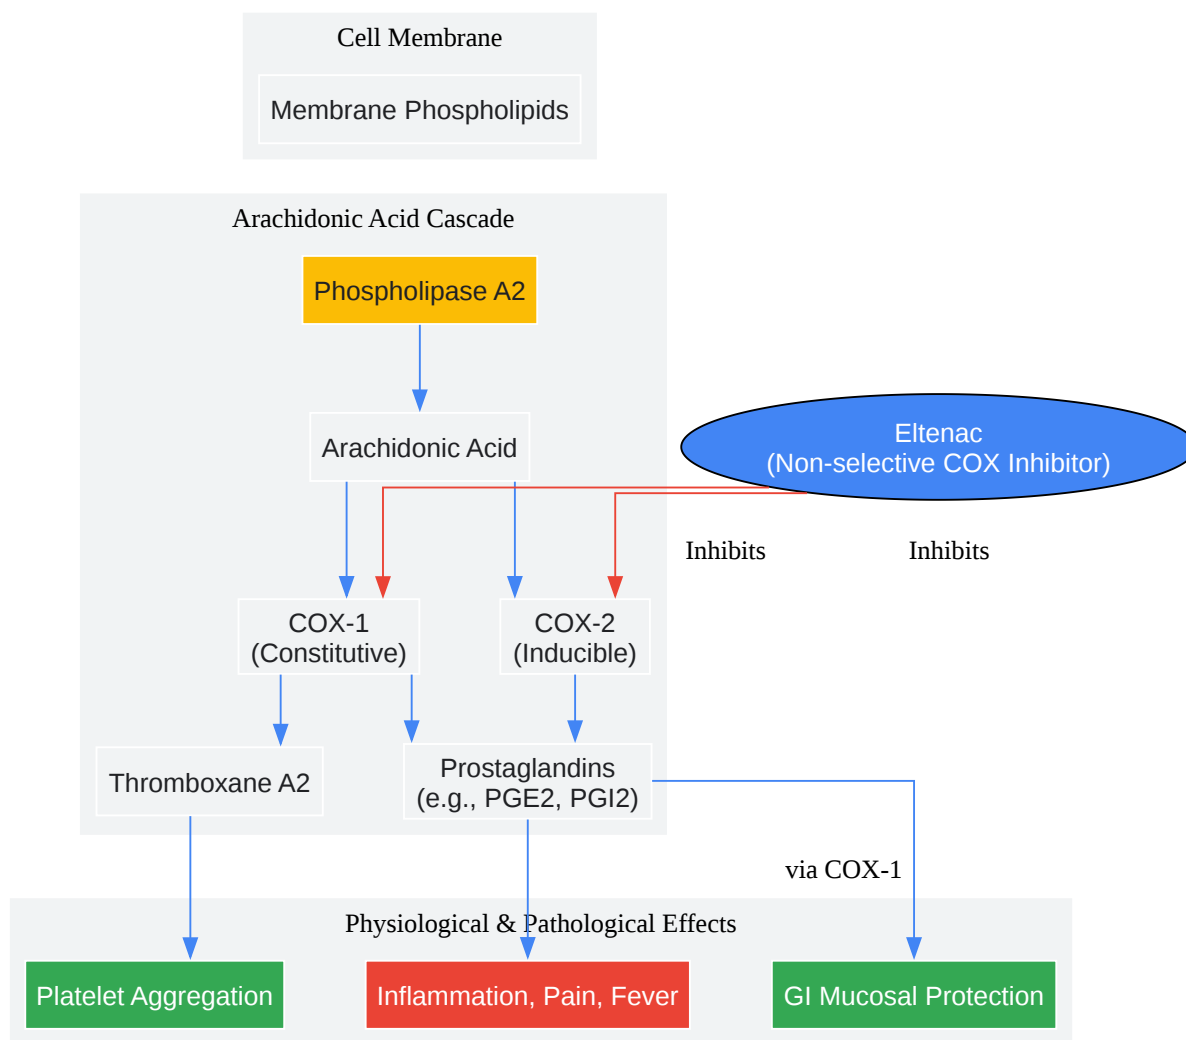 Cell Membrane
Membrane Phospholipids
Arachidonic Acid Cascade
Phospholipase A2
Arachidonic Acid
Eltenac
(Non-selective COX Inhibitor)
Inhibits
Inhibits
COX-1
(Constitutive)
COX-2
(Inducible)
Thromboxane A2
Prostaglandins
(e.g., PGE2, PGI2)
via COX-1
Physiological & Pathological Effects
Platelet Aggregation
Inflammation, Pain, Fever
GI Mucosal Protection